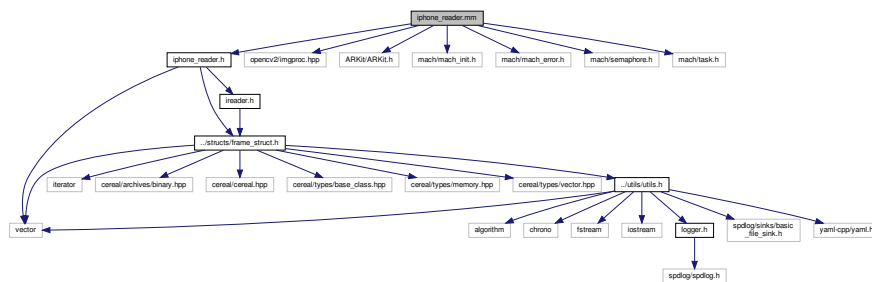 iphone_reader.mm
iphone_reader.h
opencv2/imgproc.hpp
ARKit/ARKit.h
mach/mach_init.h
mach/mach_error.h
mach/semaphore.h
mach/task.h
ireader.h
../structs/frame_struct.h
iterator
cereal/archives/binary.hpp
cereal/cereal.hpp
cereal/types/base_class.hpp
cereal/types/memory.hpp
cereal/types/vector.hpp
../utils/utils.h
vector
algorithm
chrono
fstream
iostream
logger.h
spdlog/sinks/basic
_file_sink.h
yaml-cpp/yaml.h
spdlog/spdlog.h